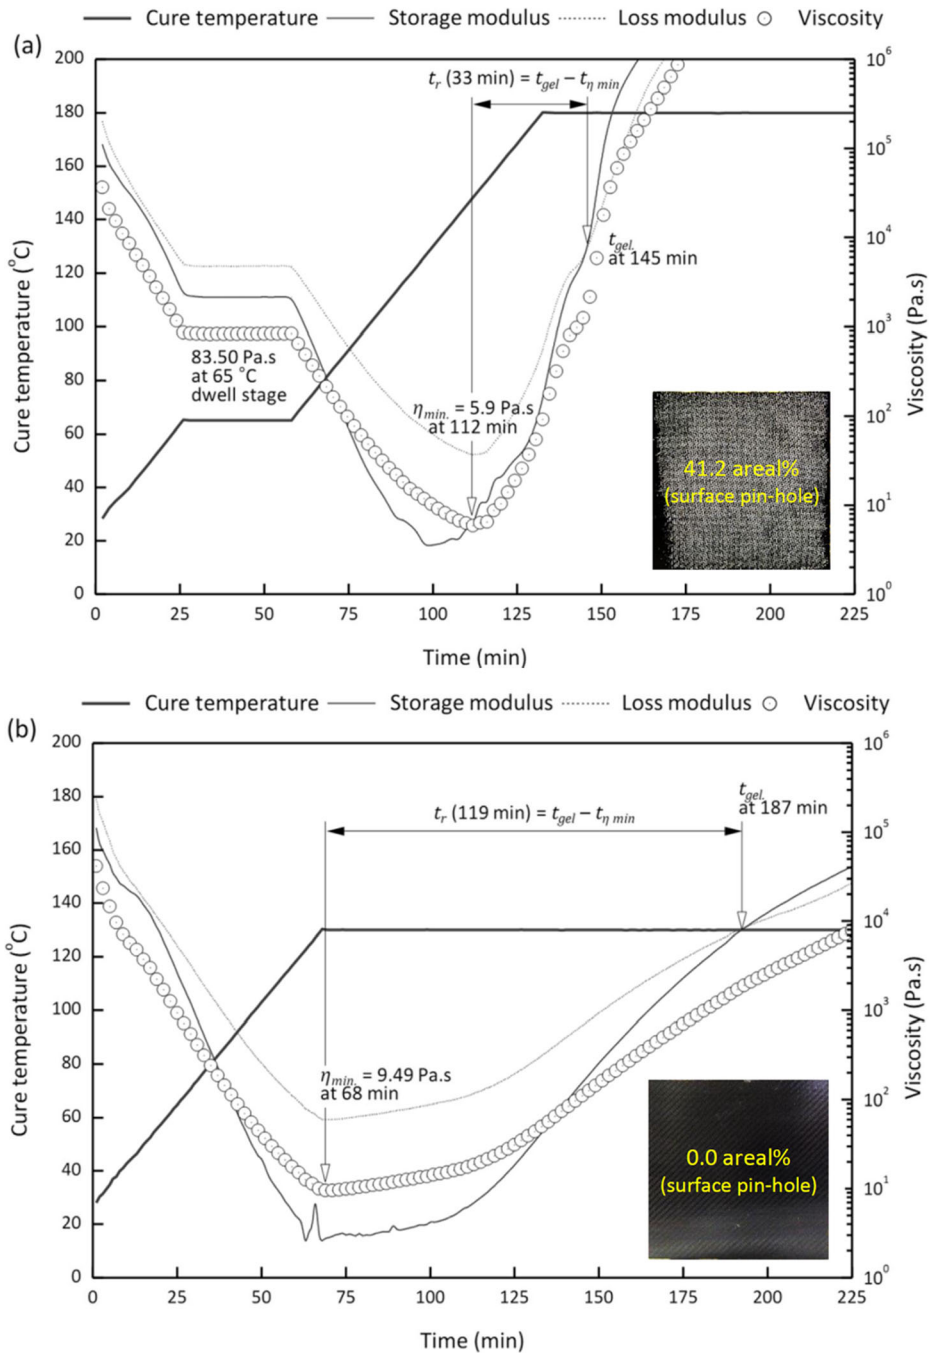 Cure temperature Storage modulus Loss modulus Viscosity
(a)
200
180
160
140
120
100
80
60
40
20
0
Cure temperature (°C)
10⁶
10⁵
10⁴
10³
10²
10¹
10⁰
Viscosity (Pa.s)
tr (33 min) = tgel – tη min
tgel.
at 145 min
83.50 Pa.s
at 65 °C
dwell stage
ηmin. = 5.9 Pa.s
at 112 min
41.2 areal%
(surface pin-hole)
0 25 50 75 100 125 150 175 200 225
Time (min)
Cure temperature Storage modulus Loss modulus Viscosity
(b)
200
180
160
140
120
100
80
60
40
20
0
Cure temperature (°C)
10⁶
10⁵
10⁴
10³
10²
10¹
10⁰
Viscosity (Pa.s)
tgel.
at 187 min
tr (119 min) = tgel – tη min
ηmin. = 9.49 Pa.s
at 68 min
0.0 areal%
(surface pin-hole)
0 25 50 75 100 125 150 175 200 225
Time (min)